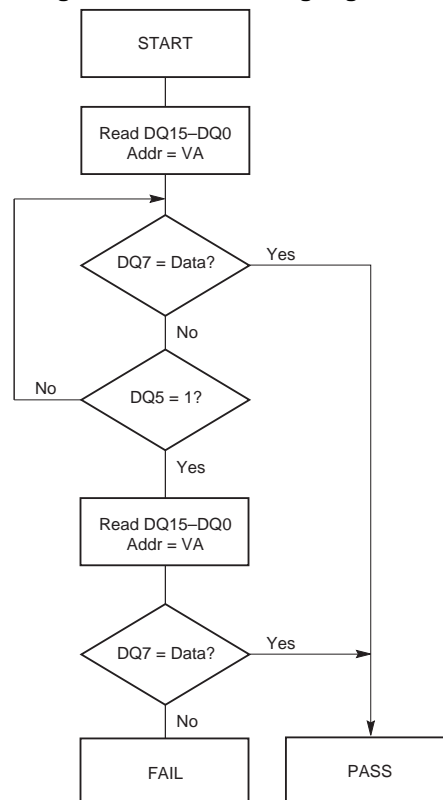 START
Read DQ15–DQ0
Addr = VA
DQ7 = Data?
Yes
No
DQ5 = 1?
No
Yes
Read DQ15–DQ0
Addr = VA
DQ7 = Data?
Yes
No
FAIL
PASS